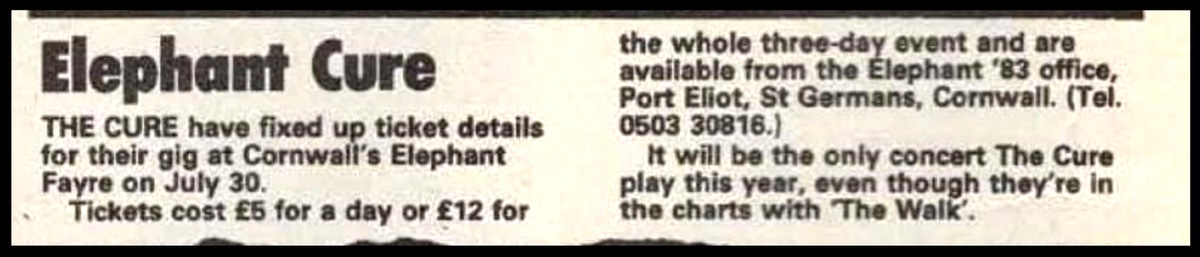 Elephant Cure
THE CURE have fixed up ticket details
for their gig at Cornwall's Elephant
Fayre on July 30.
Tickets cost £5 for a day or £12 for
the whole three-day event and are
available from the Elephant '83 office,
Port Eliot, St Germans, Cornwall. (Tel.
0503 30816.)
It will be the only concert The Cure
play this year, even though they're in
the charts with 'The Walk'.